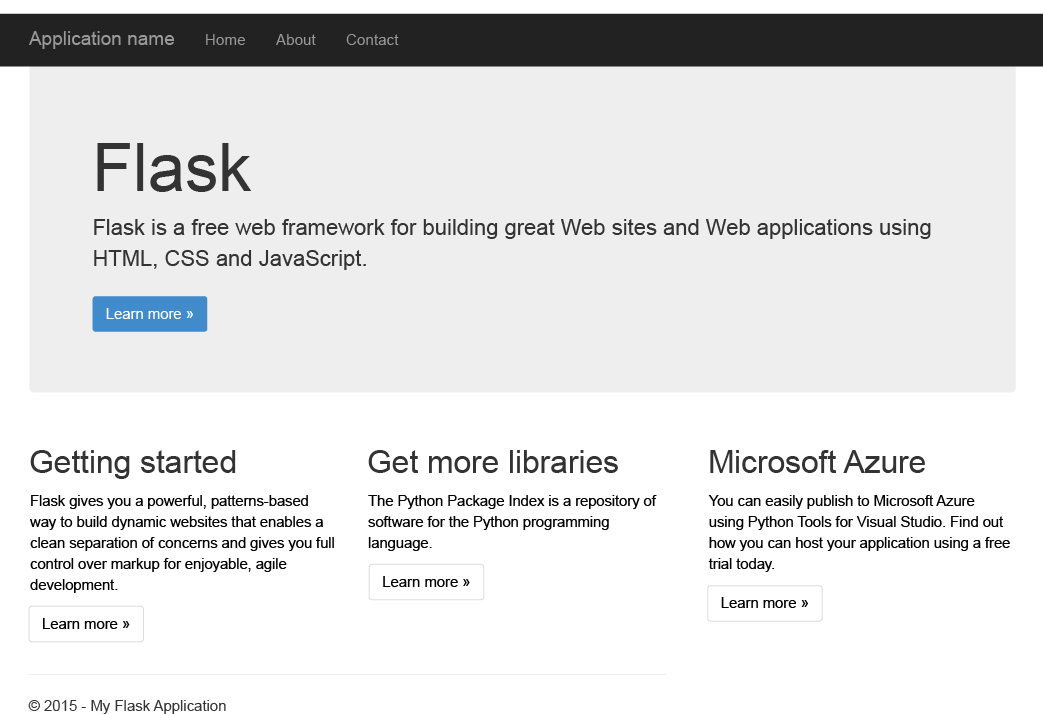 Application name Home About Contact
Flask
Flask is a free web framework for building great Web sites and Web applications using
HTML, CSS and JavaScript.
Learn more »
Getting started
Flask gives you a powerful, patterns-based
way to build dynamic websites that enables a
clean separation of concerns and gives you full
control over markup for enjoyable, agile
development.
Learn more »
Get more libraries
The Python Package Index is a repository of
software for the Python programming
language.
Learn more »
Microsoft Azure
You can easily publish to Microsoft Azure
using Python Tools for Visual Studio. Find out
how you can host your application using a free
trial today.
Learn more »
© 2015 - My Flask Application